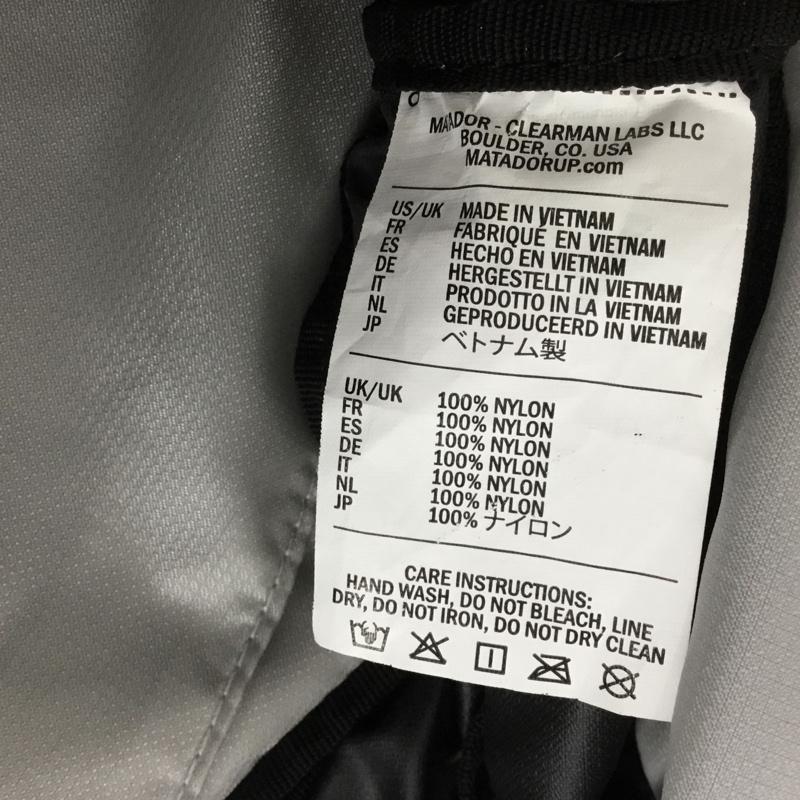 MATADOR - CLEARMAN LABS LLC
BOULDER, CO. USA
MATADORUP.com
US/UK MADE IN VIETNAM
FR FABRIQUÉ EN VIETNAM
ES HECHO EN VIETNAM
DE HERGESTELLT IN VIETNAM
IT PRODOTTO IN LA VIETNAM
NL GEPRODUCEERD IN VIETNAM
JP ベトナム製
UK/UK 100% NYLON
FR 100% NYLON
ES 100% NYLON
DE 100% NYLON
IT 100% NYLON
NL 100% NYLON
JP 100% ナイロン
CARE INSTRUCTIONS:
HAND WASH, DO NOT BLEACH, LINE
DRY, DO NOT IRON, DO NOT DRY CLEAN